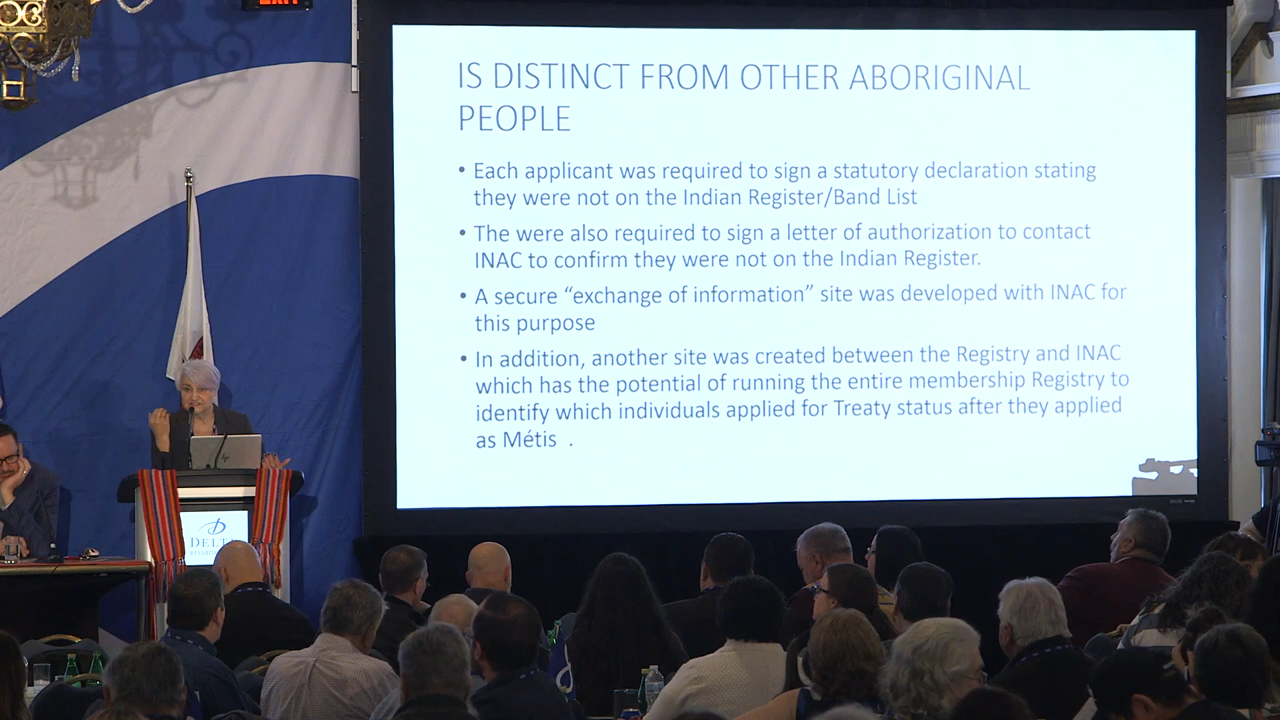 EXIT
IS DISTINCT FROM OTHER ABORIGINAL
PEOPLE
• Each applicant was required to sign a statutory declaration stating
they were not on the Indian Register/Band List
• The were also required to sign a letter of authorization to contact
INAC to confirm they were not on the Indian Register.
• A secure “exchange of information” site was developed with INAC for
this purpose
• In addition, another site was created between the Registry and INAC
which has the potential of running the entire membership Registry to
identify which individuals applied for Treaty status after they applied
as Métis .
hp
DELTA